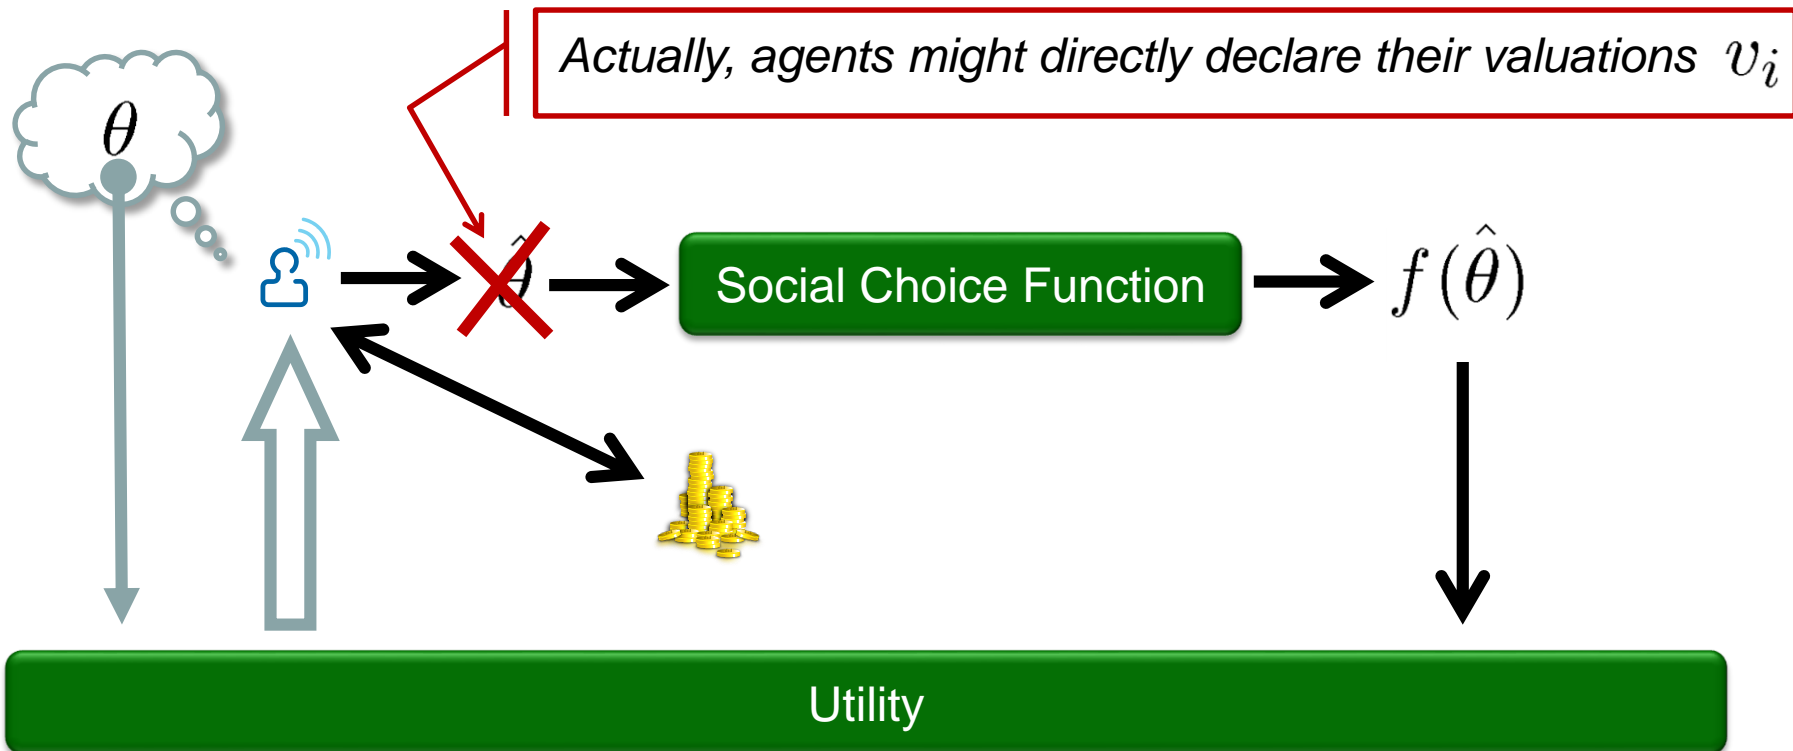 Actually, agents might directly declare their valuations v_i
θ
θ̂
Social Choice Function
f(θ̂)
Utility